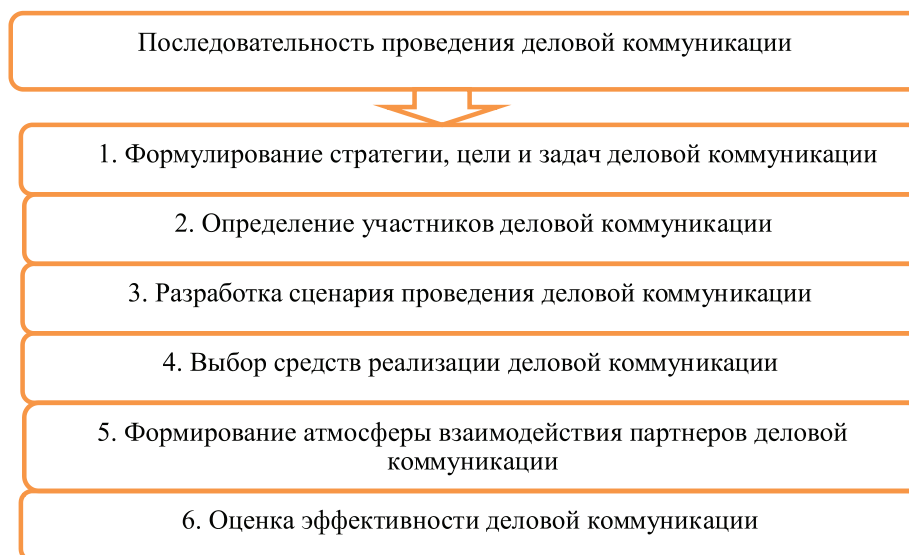 Последовательность проведения деловой коммуникации
1. Формулирование стратегии, цели и задач деловой коммуникации
2. Определение участников деловой коммуникации
3. Разработка сценария проведения деловой коммуникации
4. Выбор средств реализации деловой коммуникации
5. Формирование атмосферы взаимодействия партнеров деловой
коммуникации
6. Оценка эффективности деловой коммуникации